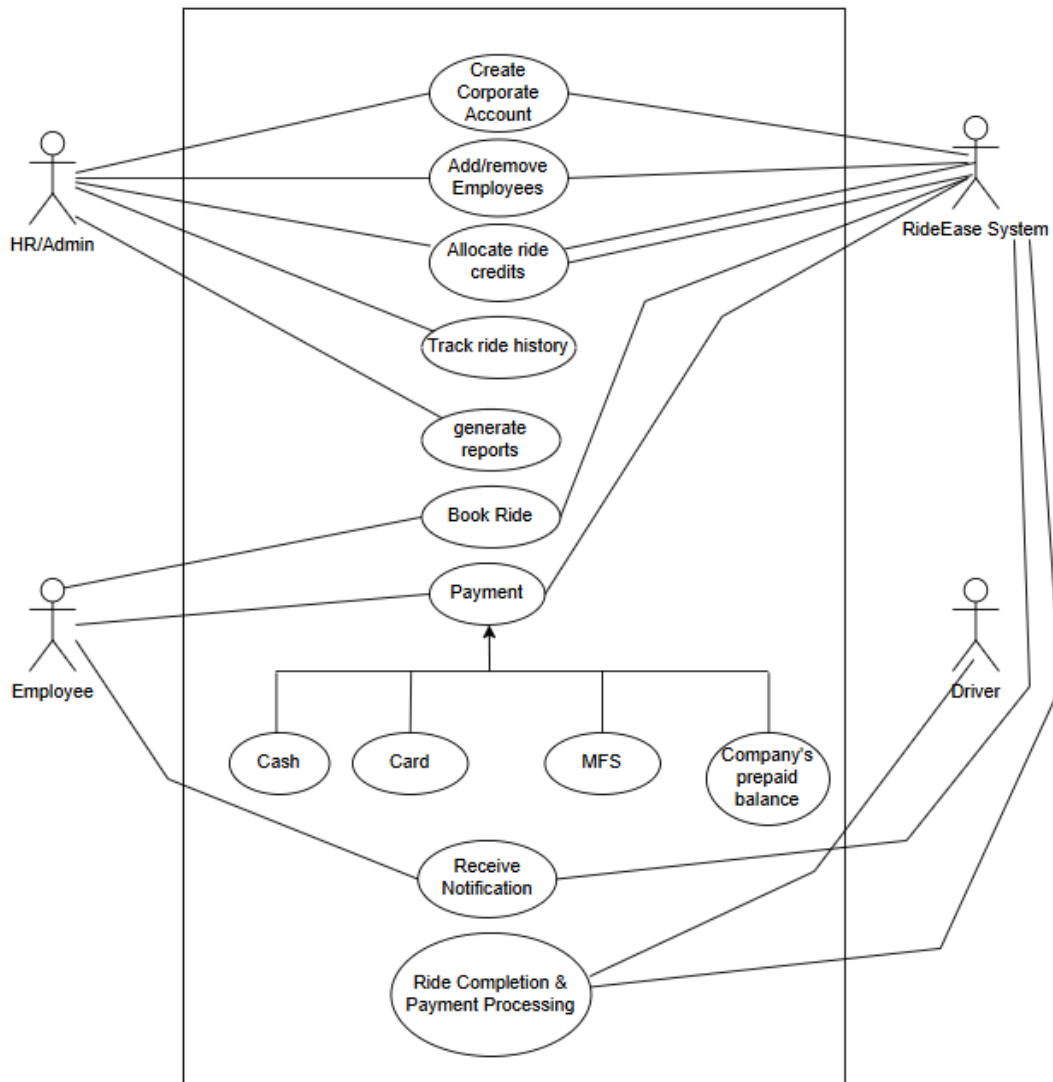 Create
Corporate
Account
HR/Admin
Add/remove
Employees
RideEase System
Allocate ride
credits
Track ride history
generate
reports
Book Ride
Employee
Payment
Driver
Cash
Card
MFS
Company's
prepaid
balance
Receive
Notification
Ride Completion &
Payment Processing